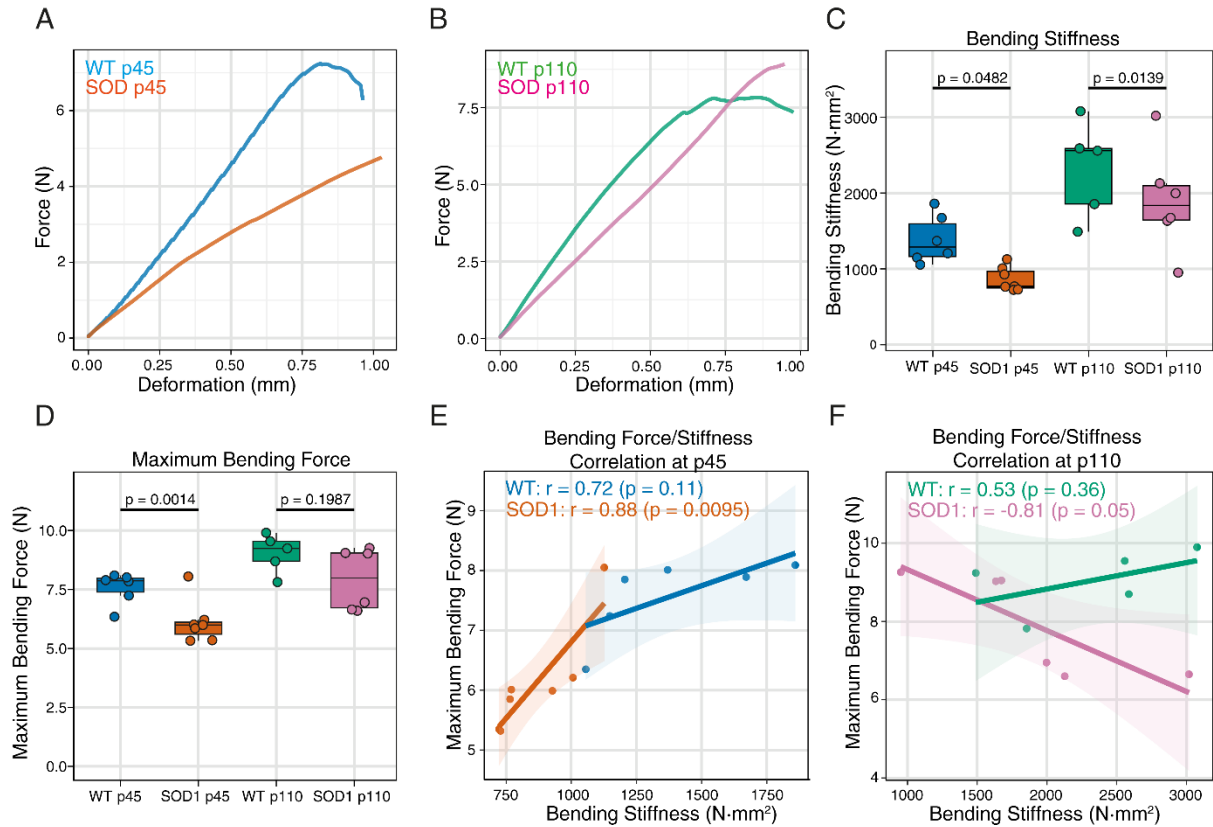 A
WT p45
SOD p45
Force (N)
6
4
2
0
0.00
0.25
0.50
0.75
1.00
Deformation (mm)
B
WT p110
SOD p110
Force (N)
7.5
5.0
2.5
0.0
0.00
0.25
0.50
0.75
1.00
Deformation (mm)
C
Bending Stiffness
p = 0.0482
p = 0.0139
Bending Stiffness (N·mm²)
3000
2000
1000
0
WT p45
SOD1 p45
WT p110
SOD1 p110
D
Maximum Bending Force
p = 0.0014
p = 0.1987
Maximum Bending Force (N)
10.0
7.5
5.0
2.5
0.0
WT p45
SOD1 p45
WT p110
SOD1 p110
E
Bending Force/Stiffness
Correlation at p45
WT: r = 0.72 (p = 0.11)
SOD1: r = 0.88 (p = 0.0095)
Maximum Bending Force (N)
9
8
7
6
5
750
1000
1250
1500
1750
Bending Stiffness (N·mm²)
F
Bending Force/Stiffness
Correlation at p110
WT: r = 0.53 (p = 0.36)
SOD1: r = -0.81 (p = 0.05)
Maximum Bending Force (N)
10
8
6
4
1000
1500
2000
2500
3000
Bending Stiffness (N·mm²)